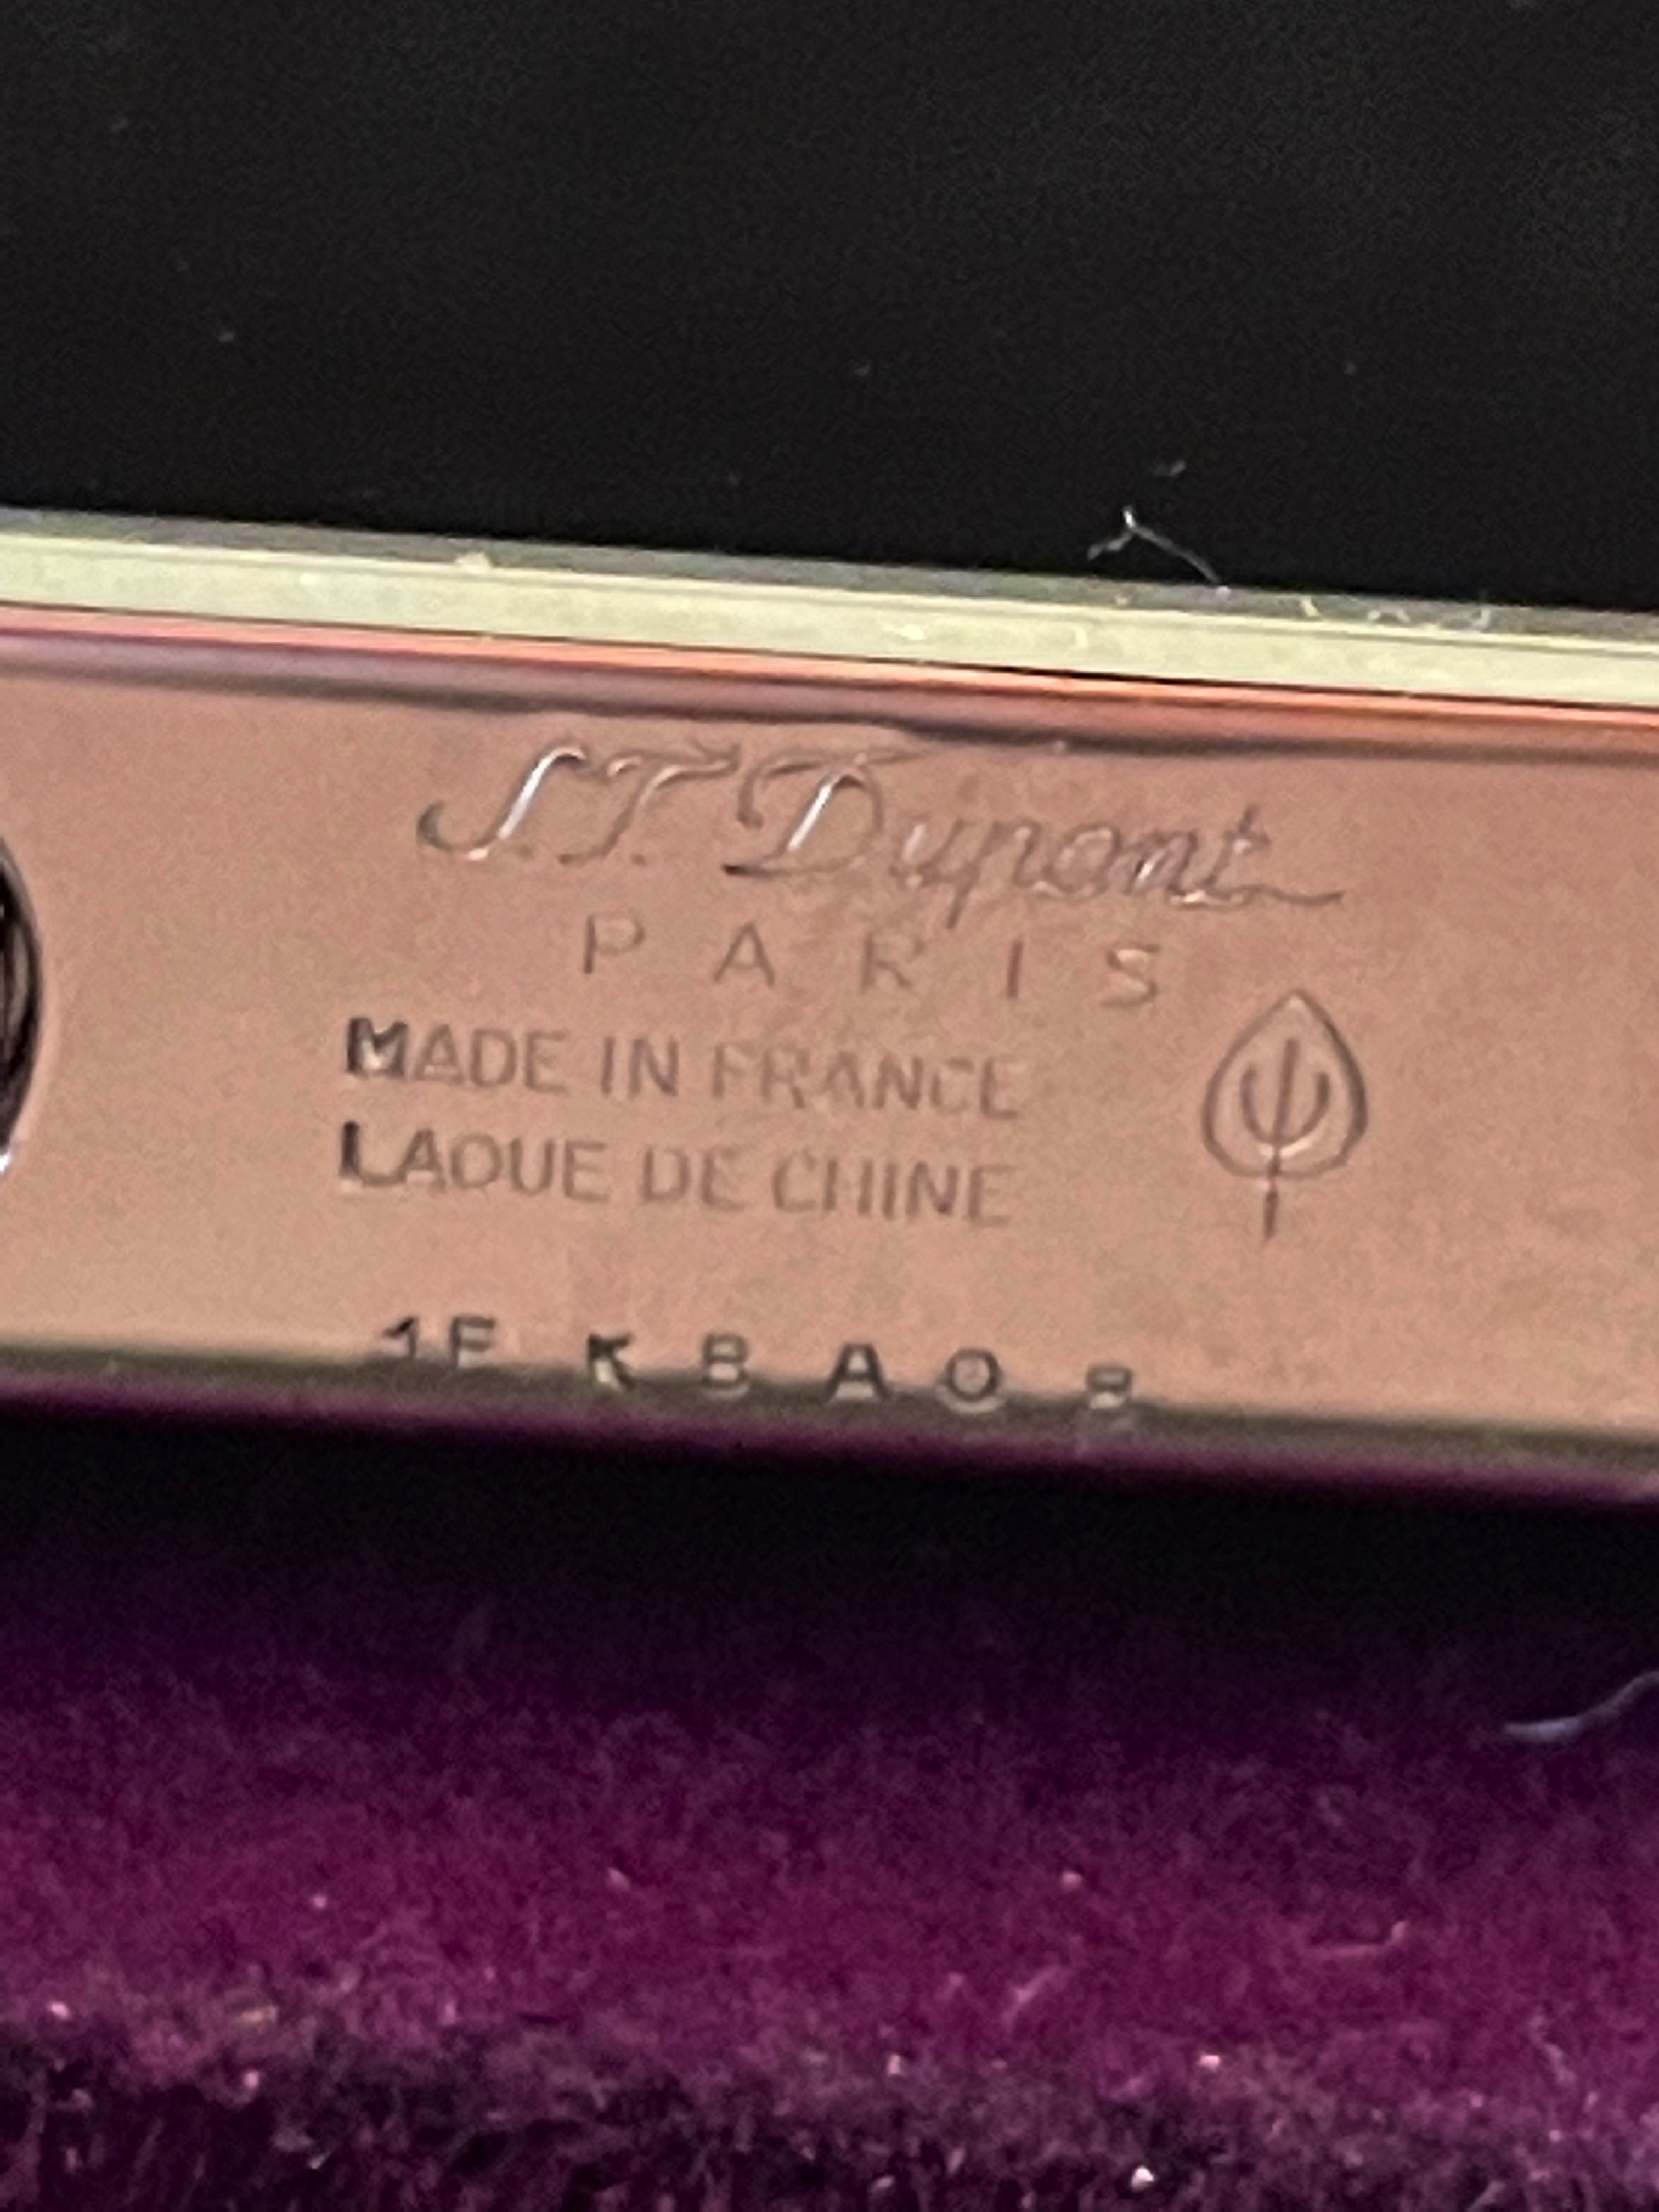 S.T. Dupont
PARIS
MADE IN FRANCE
LAQUE DE CHINE